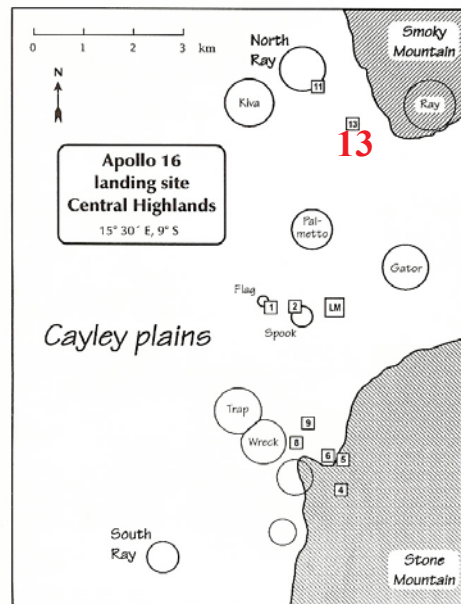 0 1 2 3
km
N
North
Ray
11
Kiva
Smoky
Mountain
Ray
13
13
Apollo 16
landing site
Central Highlands
15° 30´ E, 9° S
Pal-
metto
Gator
Flag
1
2
LM
Spook
Cayley plains
Trap
Wreck
9
8
6
5
4
South
Ray
Stone
Mountain